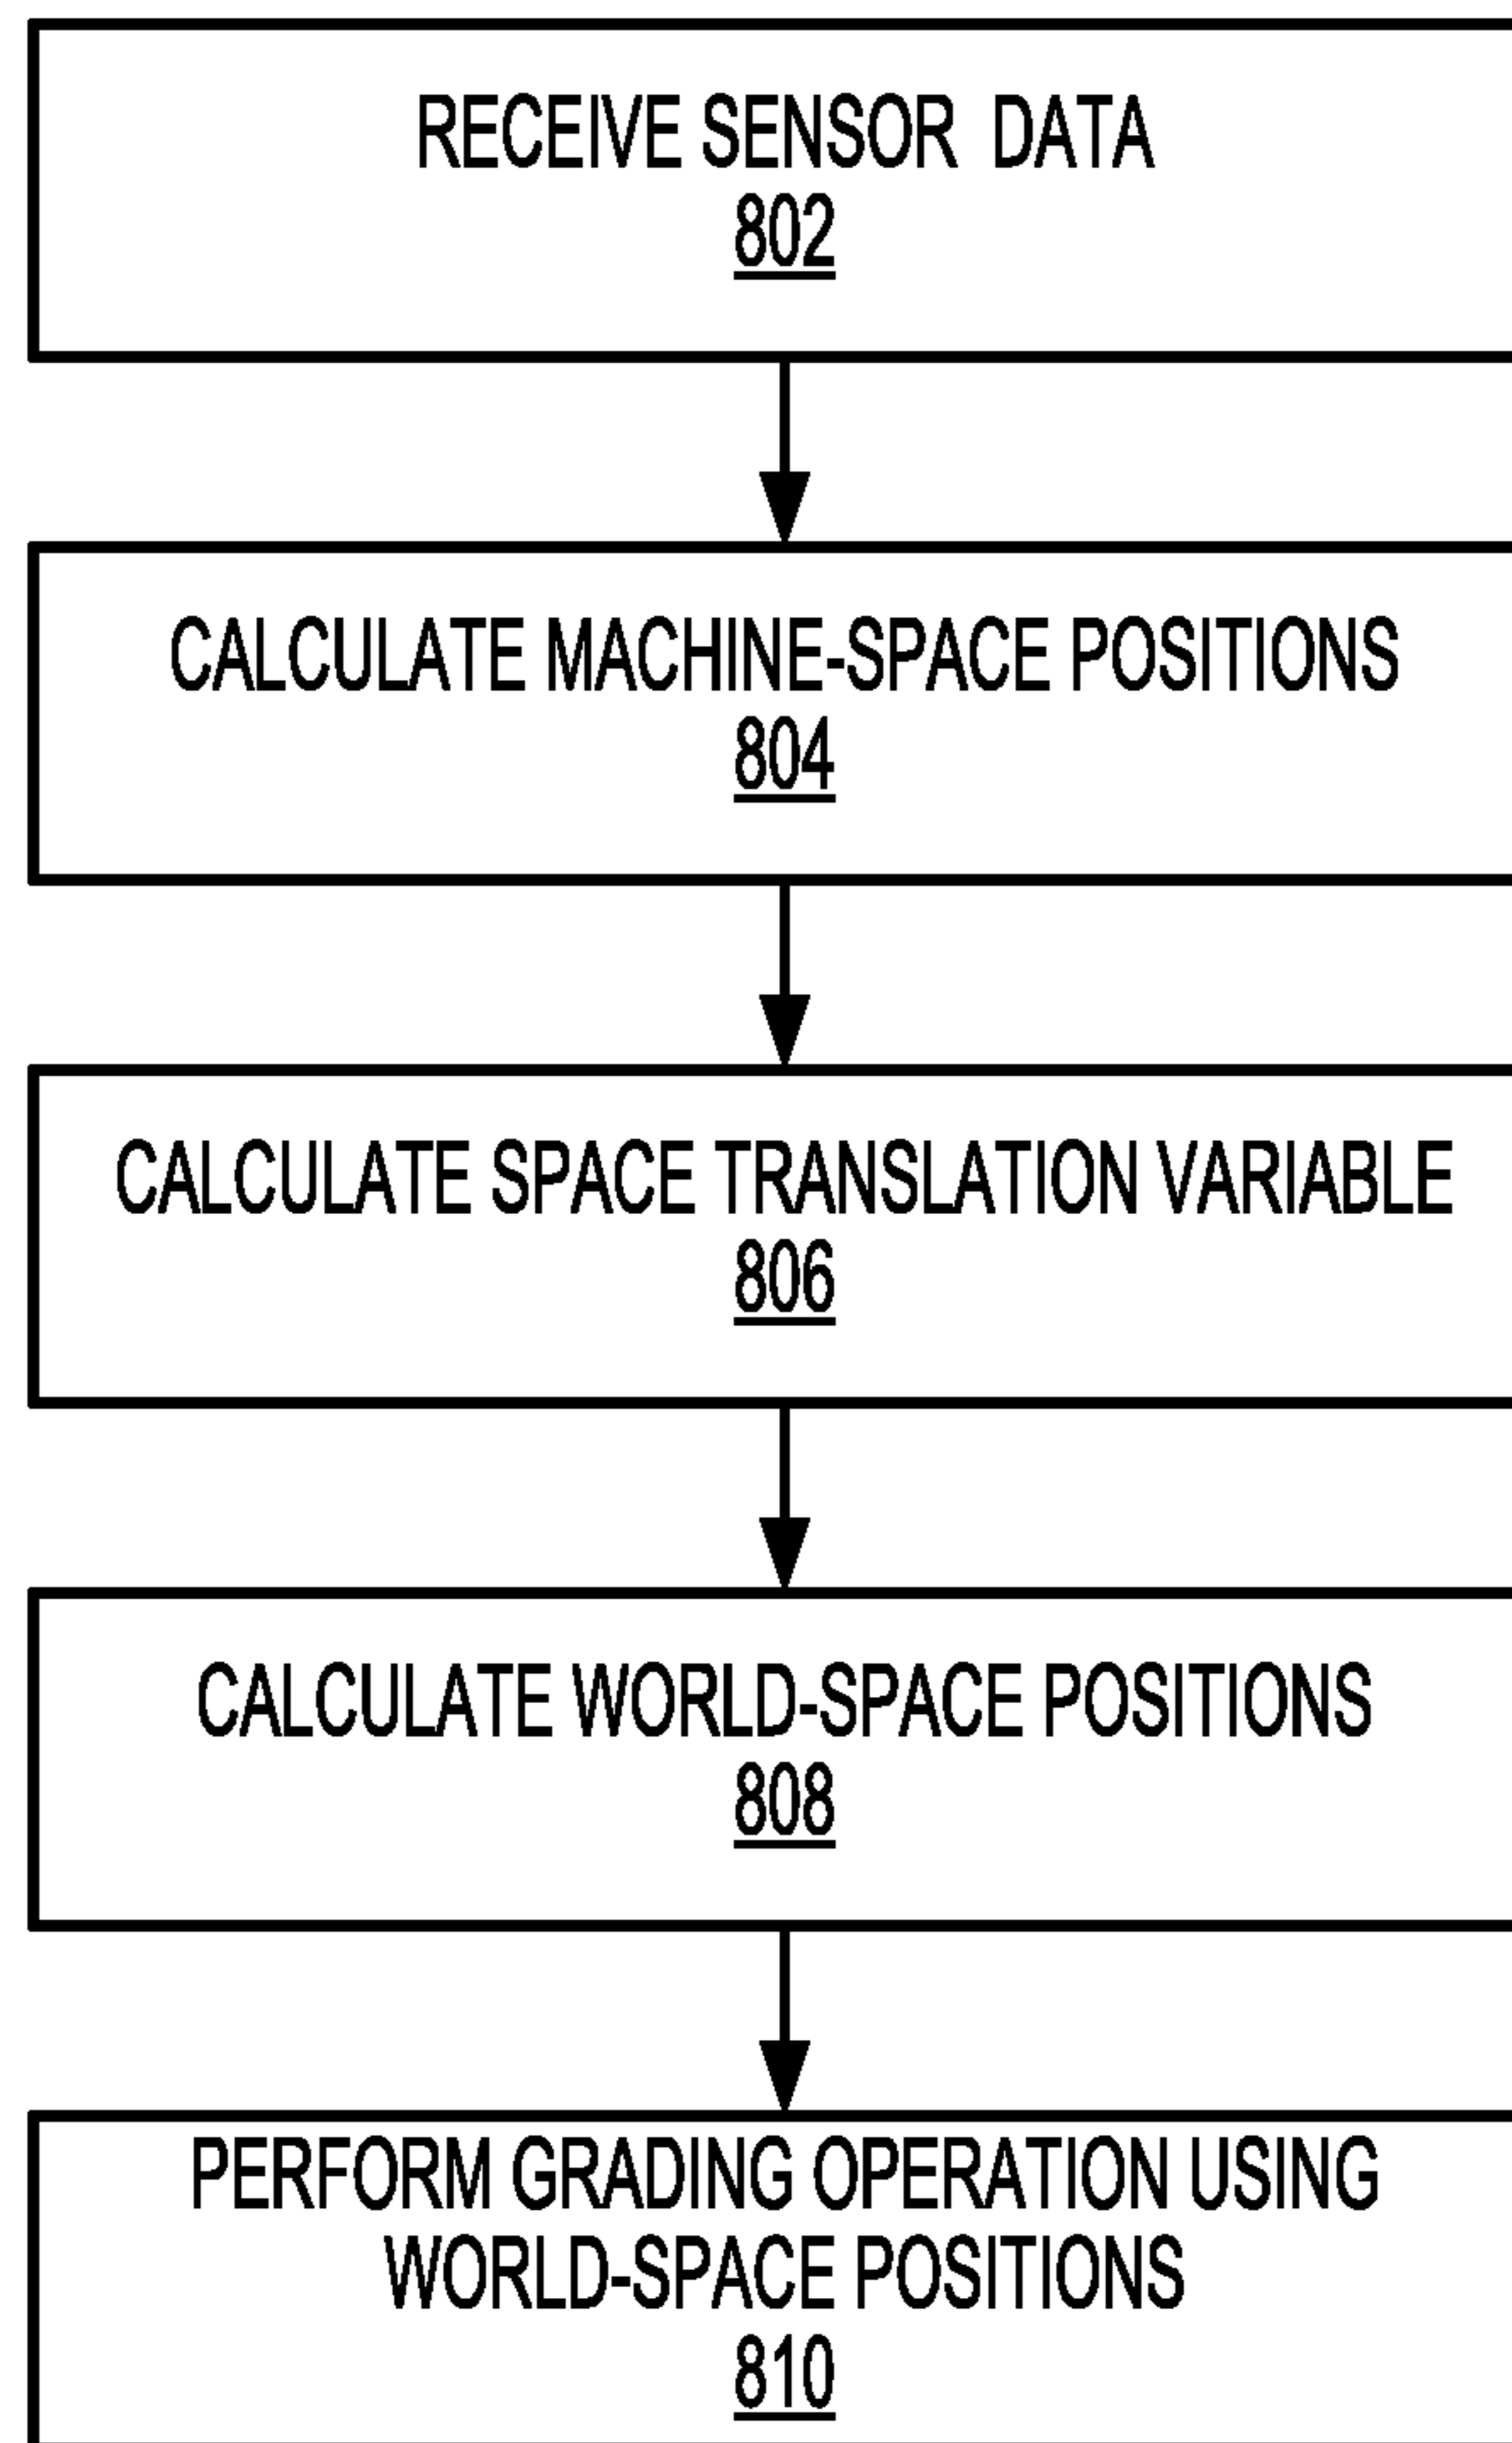 RECEIVE SENSOR DATA
802
CALCULATE MACHINE-SPACE POSITIONS
804
CALCULATE SPACE TRANSLATION VARIABLE
806
CALCULATE WORLD-SPACE POSITIONS
808
PERFORM GRADING OPERATION USING
WORLD-SPACE POSITIONS
810